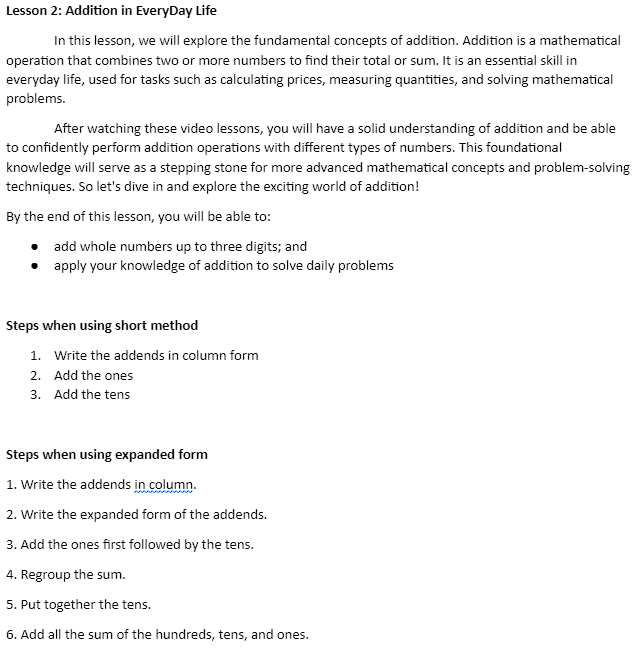 Lesson 2: Addition in EveryDay Life
In this lesson, we will explore the fundamental concepts of addition. Addition is a mathematical
operation that combines two or more numbers to find their total or sum. It is an essential skill in
everyday life, used for tasks such as calculating prices, measuring quantities, and solving mathematical
problems.
After watching these video lessons, you will have a solid understanding of addition and be able
to confidently perform addition operations with different types of numbers. This foundational
knowledge will serve as a stepping stone for more advanced mathematical concepts and problem-solving
techniques. So let's dive in and explore the exciting world of addition!
By the end of this lesson, you will be able to:
● add whole numbers up to three digits; and
● apply your knowledge of addition to solve daily problems
Steps when using short method
1. Write the addends in column form
2. Add the ones
3. Add the tens
Steps when using expanded form
1. Write the addends in column.
2. Write the expanded form of the addends.
3. Add the ones first followed by the tens.
4. Regroup the sum.
5. Put together the tens.
6. Add all the sum of the hundreds, tens, and ones.